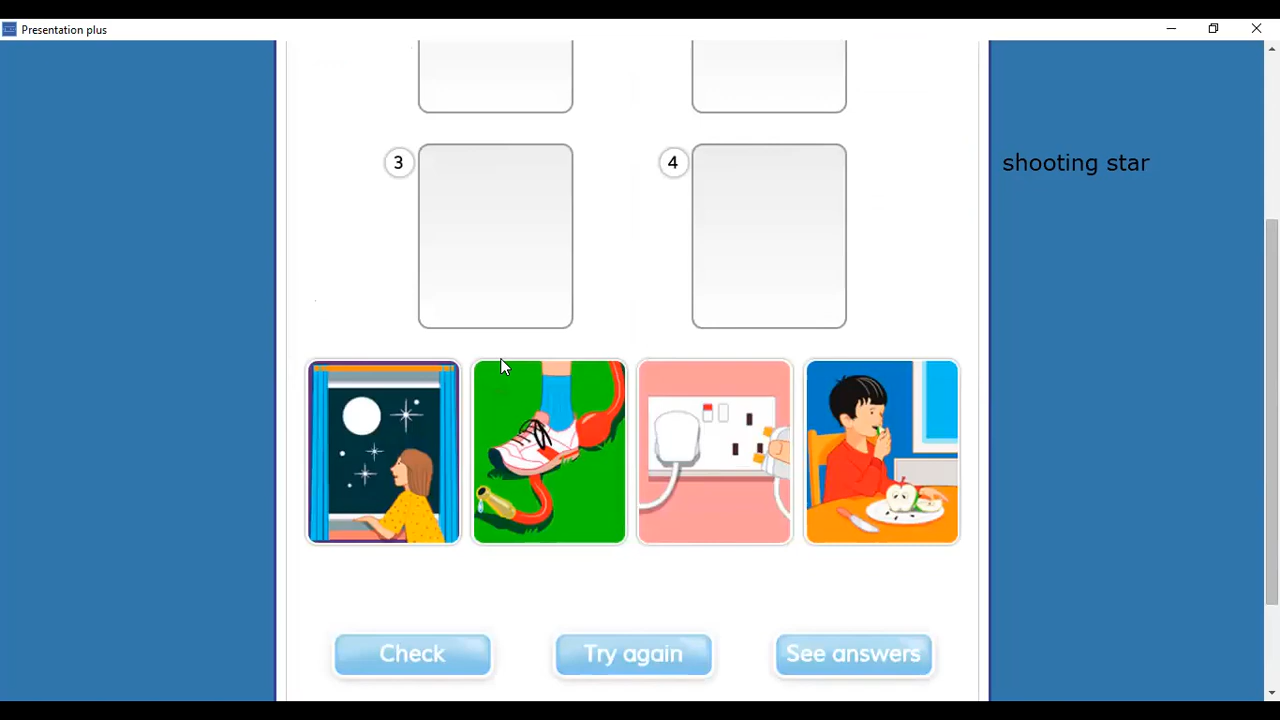 Presentation plus
3
4
shooting star
Check
Try again
See answers